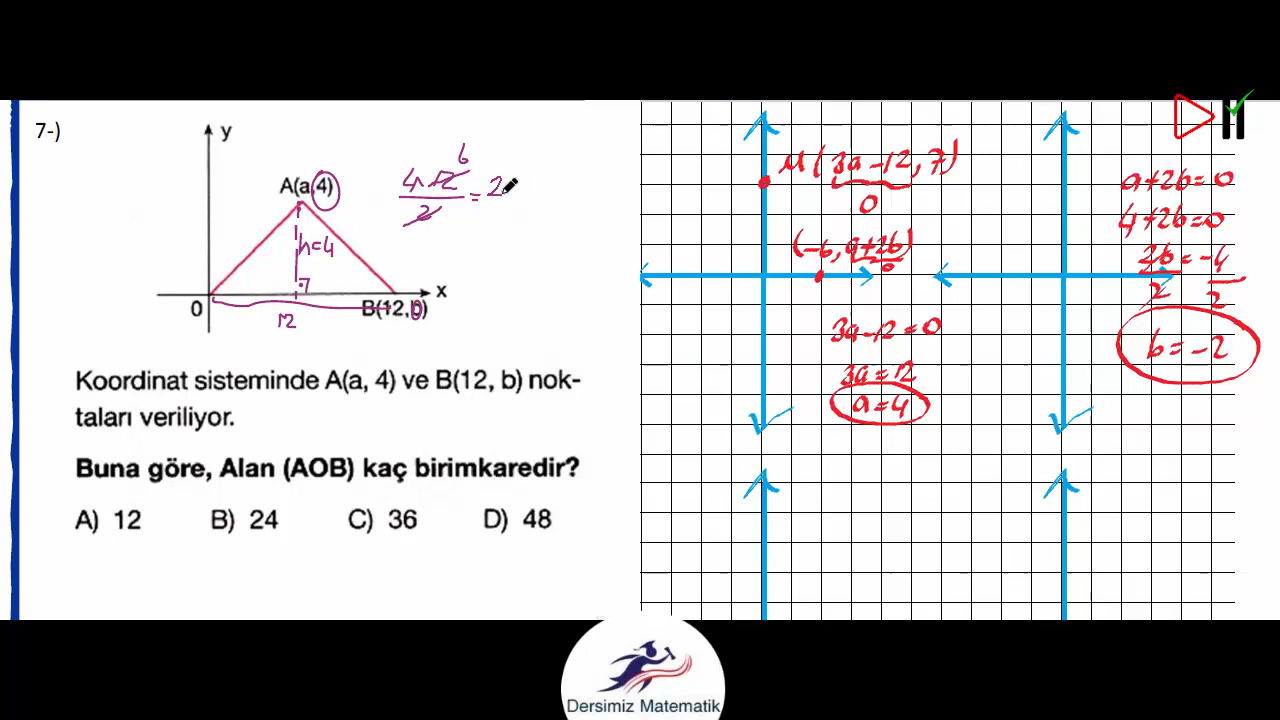 7-)
y
A(a,4)
h=4
4.12 6
2
= 2
x
0
12
B(12,b) 0
Koordinat sisteminde A(a, 4) ve B(12, b) nok-
taları veriliyor.
Buna göre, Alan (AOB) kaç birimkaredir?
A) 12 B) 24 C) 36 D) 48
M(3a-12,7)
0
(-6,a+2b)
0
3a-12=0
3a=12
a=4
a+2b=0
4+2b=0
2b=-4
2 2
b=-2
Dersimiz Matematik